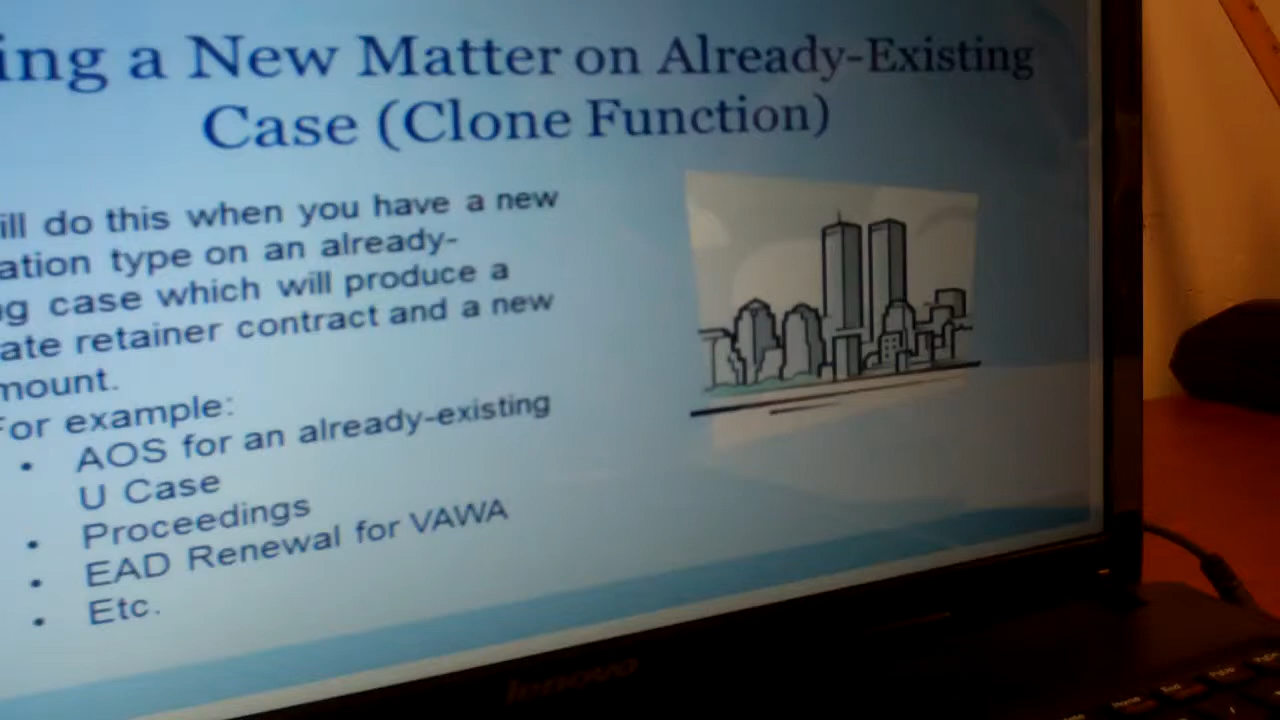 ing a New Matter on Already-Existing
Case (Clone Function)
ill do this when you have a new
ation type on an already-
g case which will produce a
ate retainer contract and a new
mount.
For example:
• AOS for an already-existing
U Case
• Proceedings
• EAD Renewal for VAWA
• Etc.
lenovo
Home